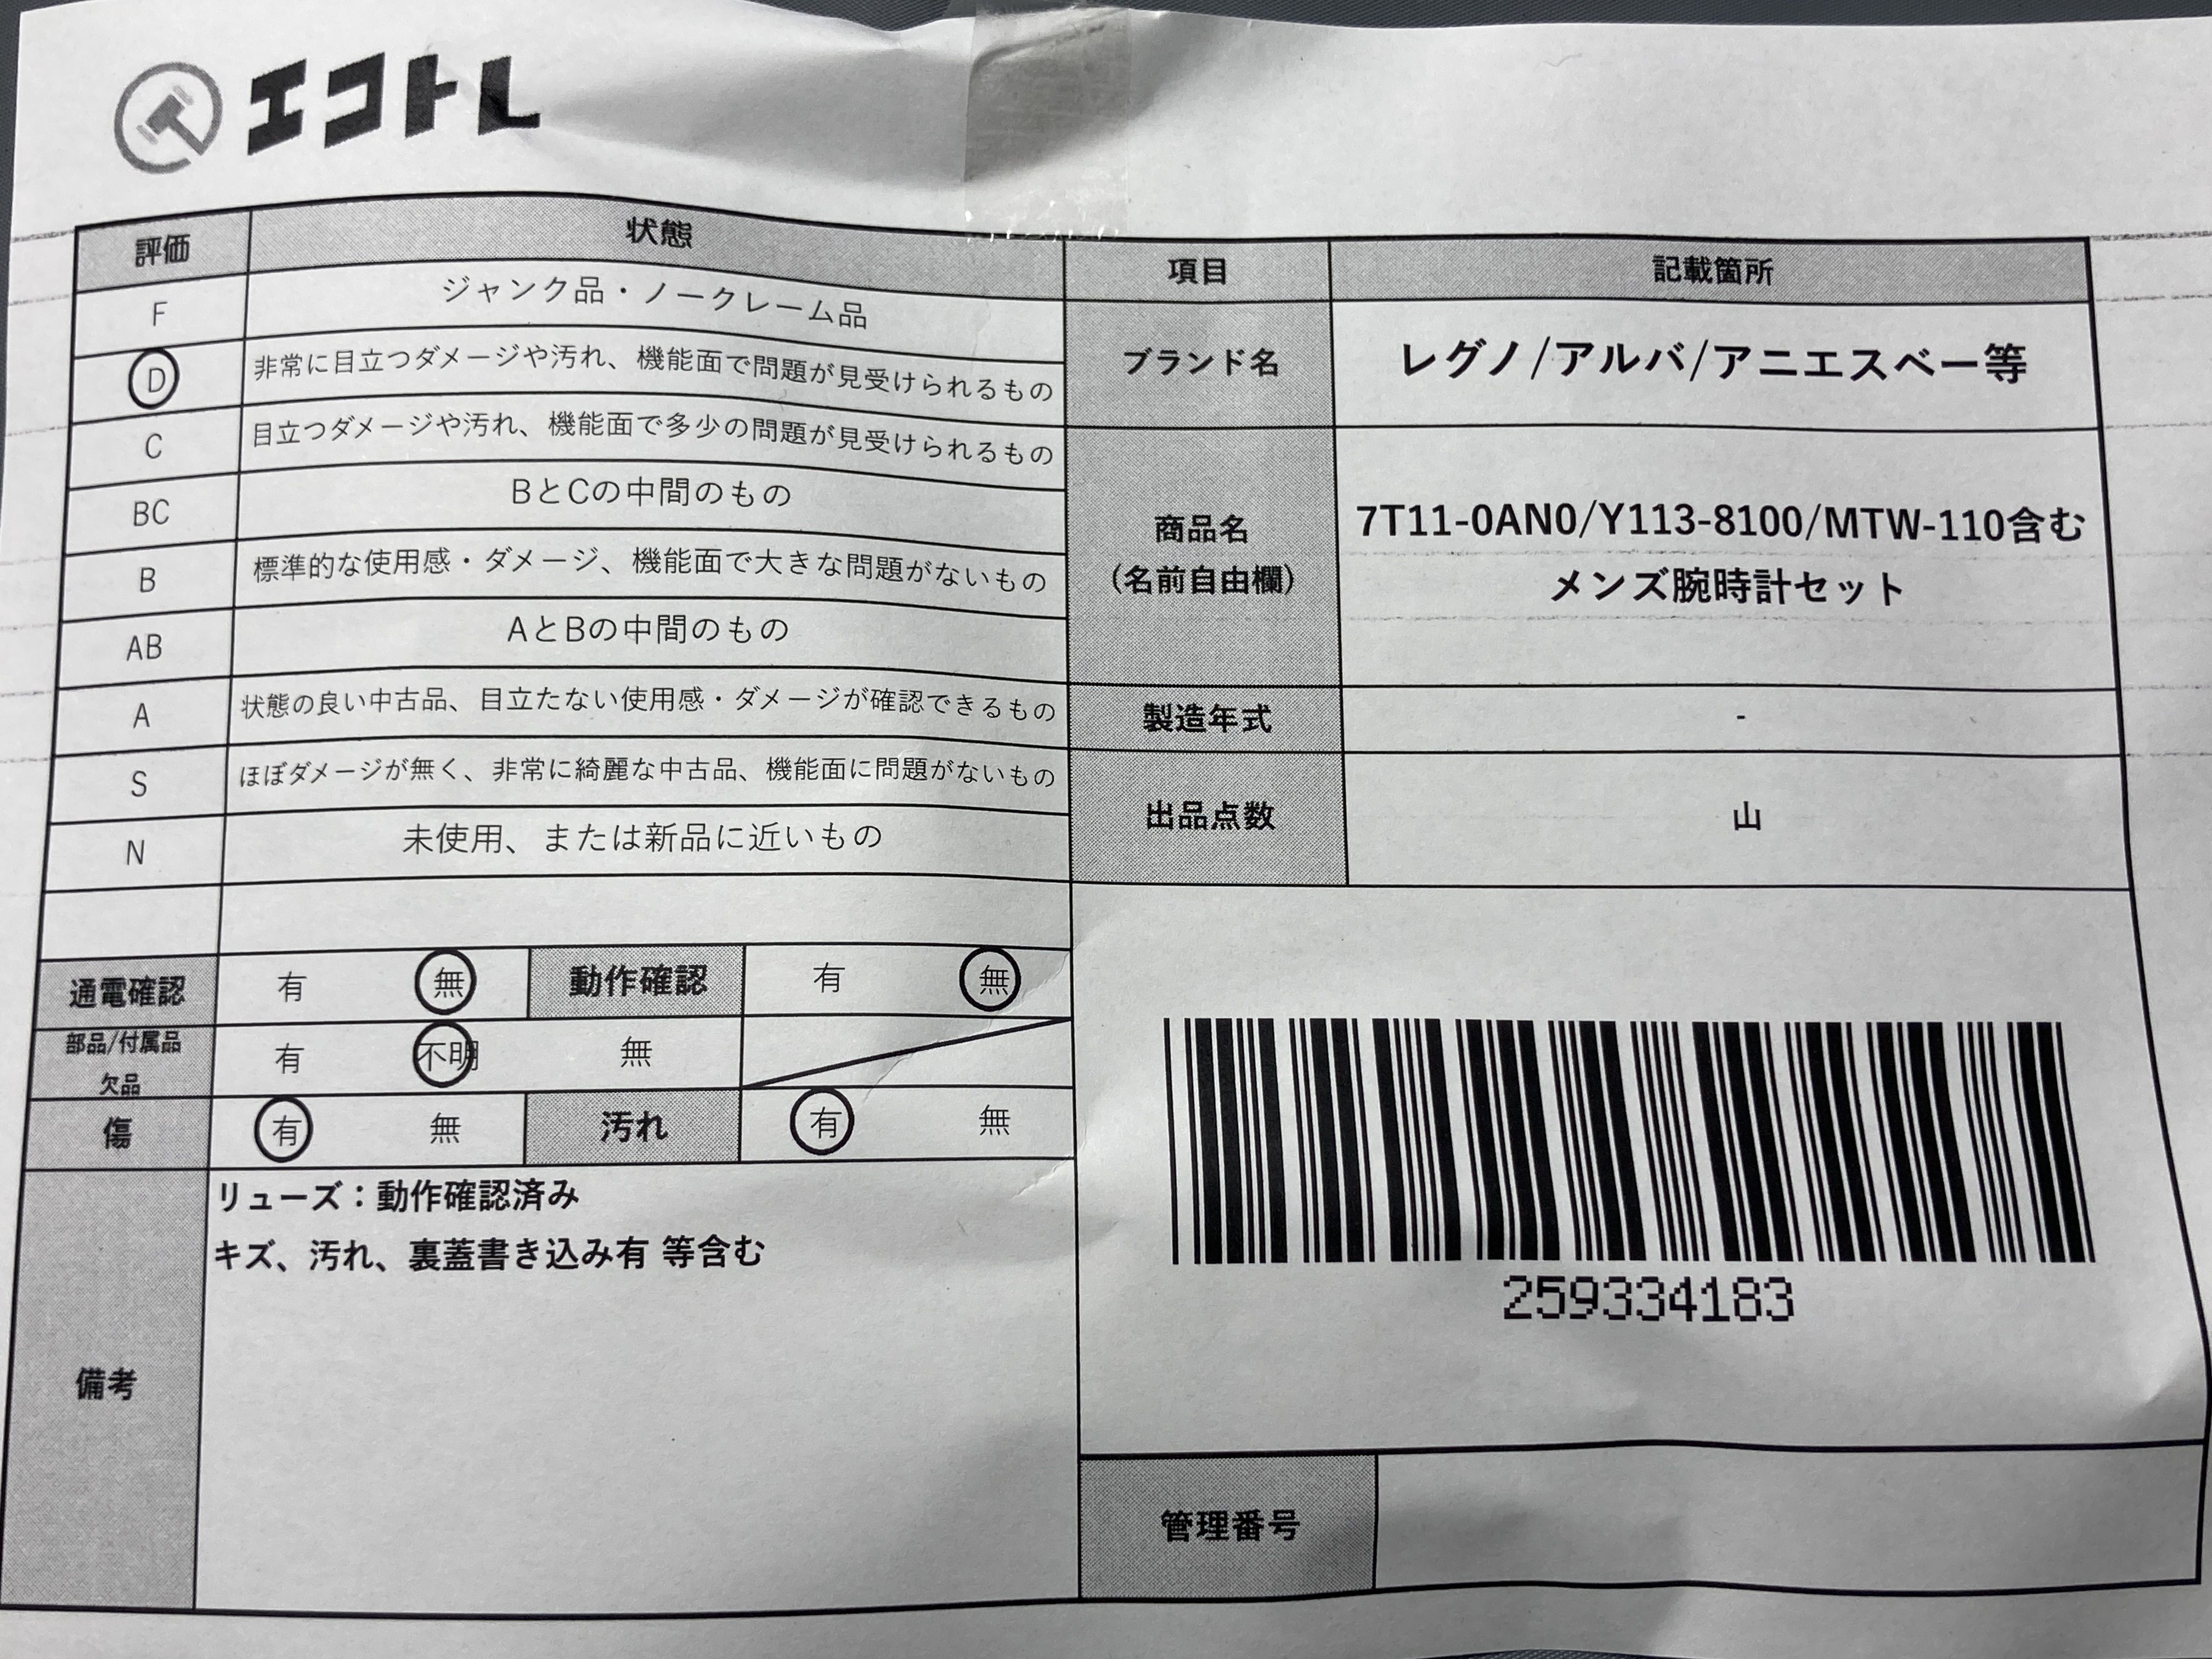 エコトレ
評価 状態
F ジャンク品・ノークレーム品
D 非常に目立つダメージや汚れ、機能面で問題が見受けられるもの
C 目立つダメージや汚れ、機能面で多少の問題が見受けられるもの
BC BとCの中間のもの
B 標準的な使用感・ダメージ、機能面で大きな問題がないもの
AB AとBの中間のもの
A 状態の良い中古品、目立たない使用感・ダメージが確認できるもの
S ほぼダメージが無く、非常に綺麗な中古品、機能面に問題がないもの
N 未使用、または新品に近いもの
通電確認 有 無 動作確認 有 無
部品/付属品
欠品 有 不明 無
傷 有 無 汚れ 有 無
備考
リューズ：動作確認済み
キズ、汚れ、裏蓋書き込み有 等含む
項目 記載箇所
ブランド名 レグノ/アルバ/アニエスベー等
商品名
（名前自由欄）
7T11-0AN0/Y113-8100/MTW-110含む
メンズ腕時計セット
製造年式 -
出品点数 山
259334183
管理番号